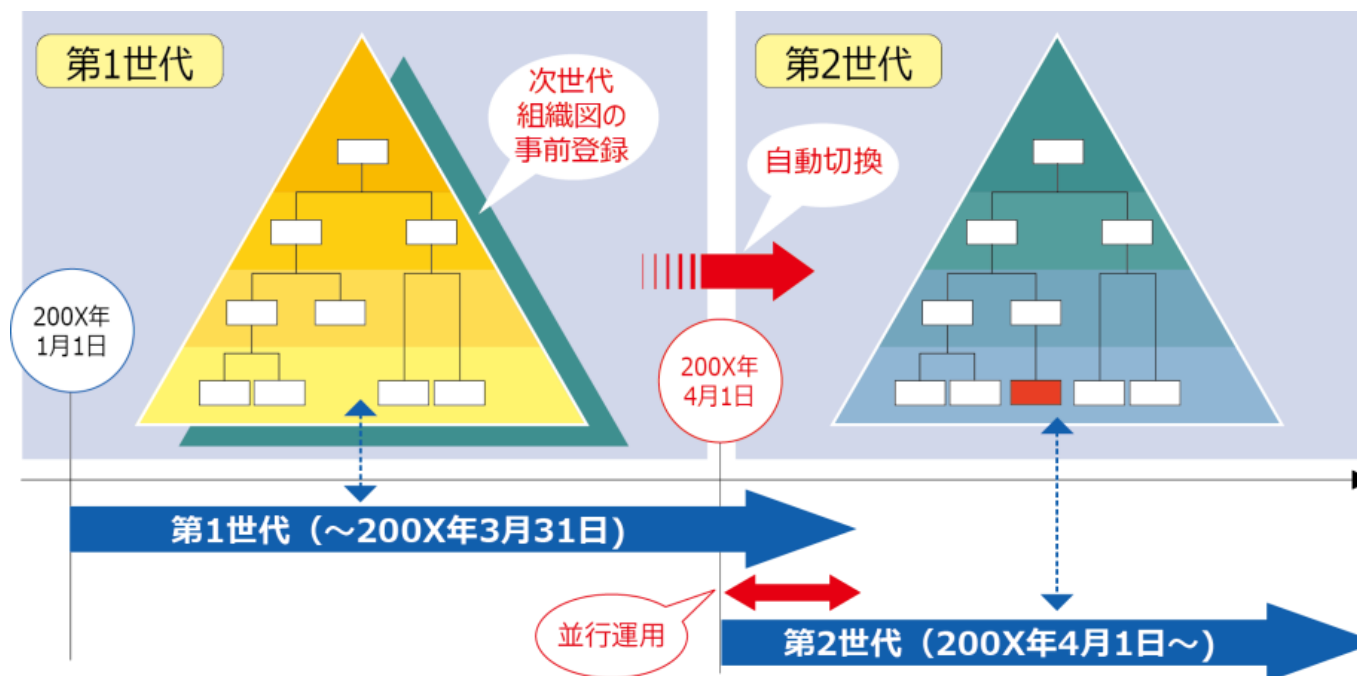 第1世代
次世代
組織図の
事前登録
自動切換
第2世代
200X年
1月1日
200X年
4月1日
第1世代（～200X年3月31日)
並行運用
第2世代（200X年4月1日～)